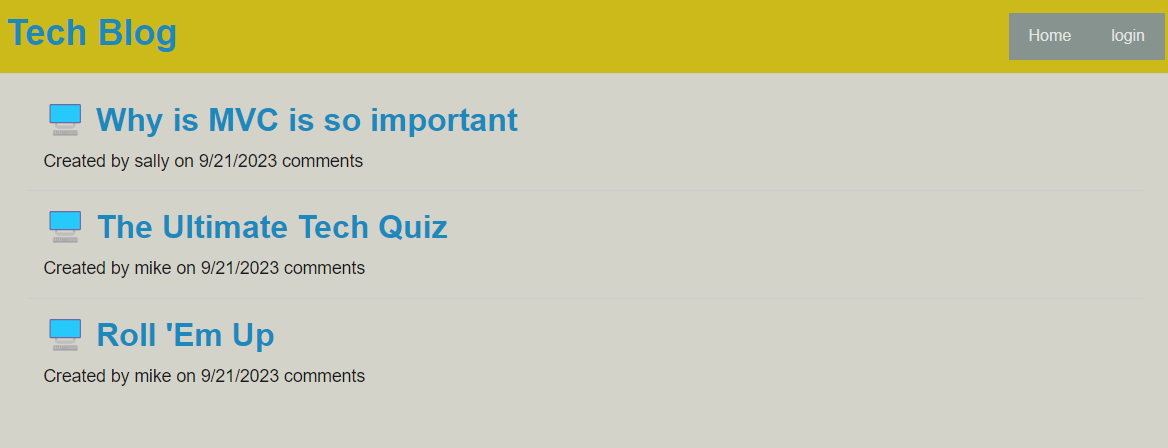 Tech Blog
Home login
Why is MVC is so important
Created by sally on 9/21/2023 comments
The Ultimate Tech Quiz
Created by mike on 9/21/2023 comments
Roll 'Em Up
Created by mike on 9/21/2023 comments